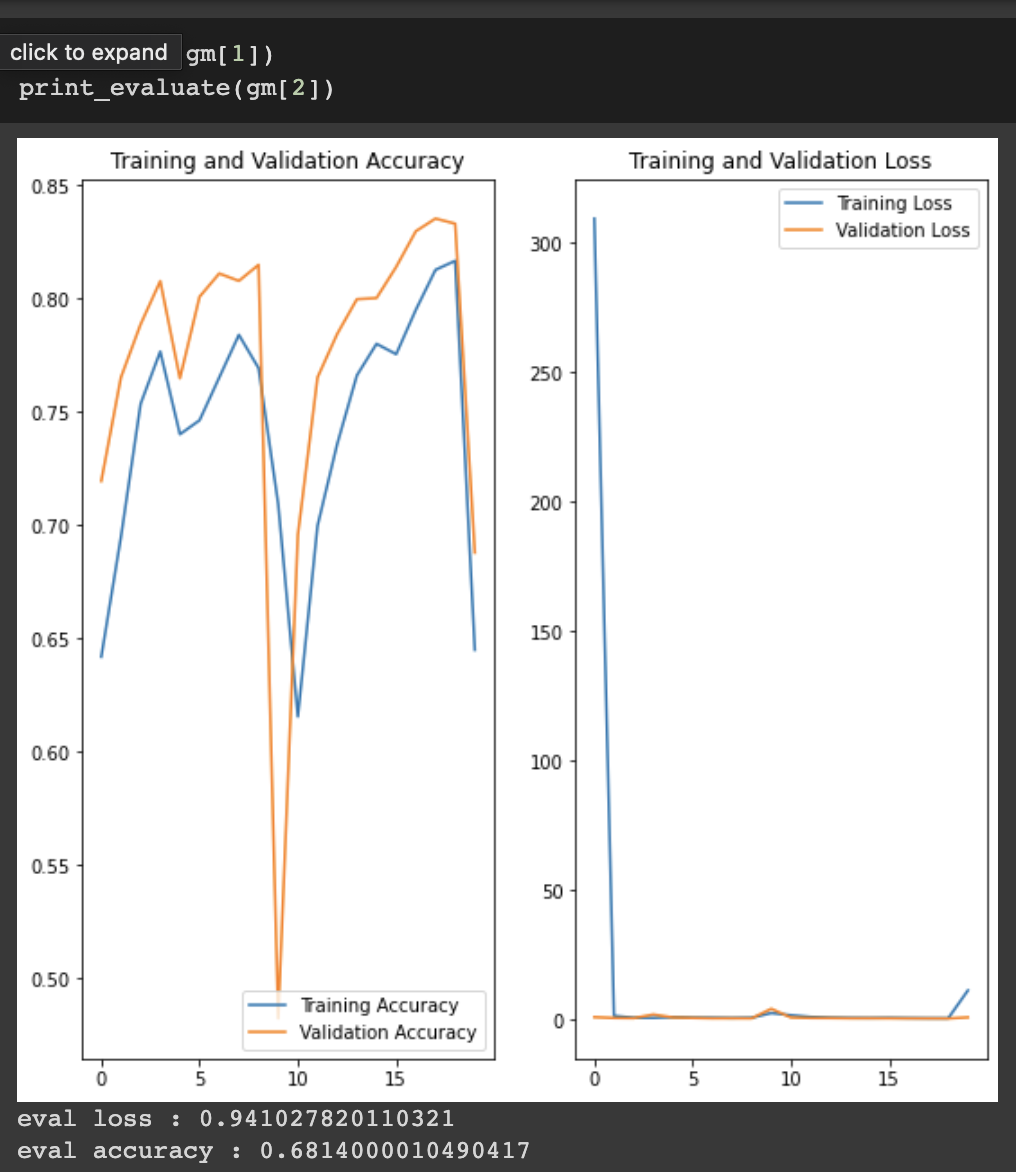 click to expand gm[1])
print_evaluate(gm[2])
Training and Validation Accuracy
0.85
0.80
0.75
0.70
0.65
0.60
0.55
0.50
0
5
10
15
Training Accuracy
Validation Accuracy
Training and Validation Loss
300
250
200
150
100
50
0
0
5
10
15
Training Loss
Validation Loss
eval loss : 0.941027820110321
eval accuracy : 0.6814000010490417